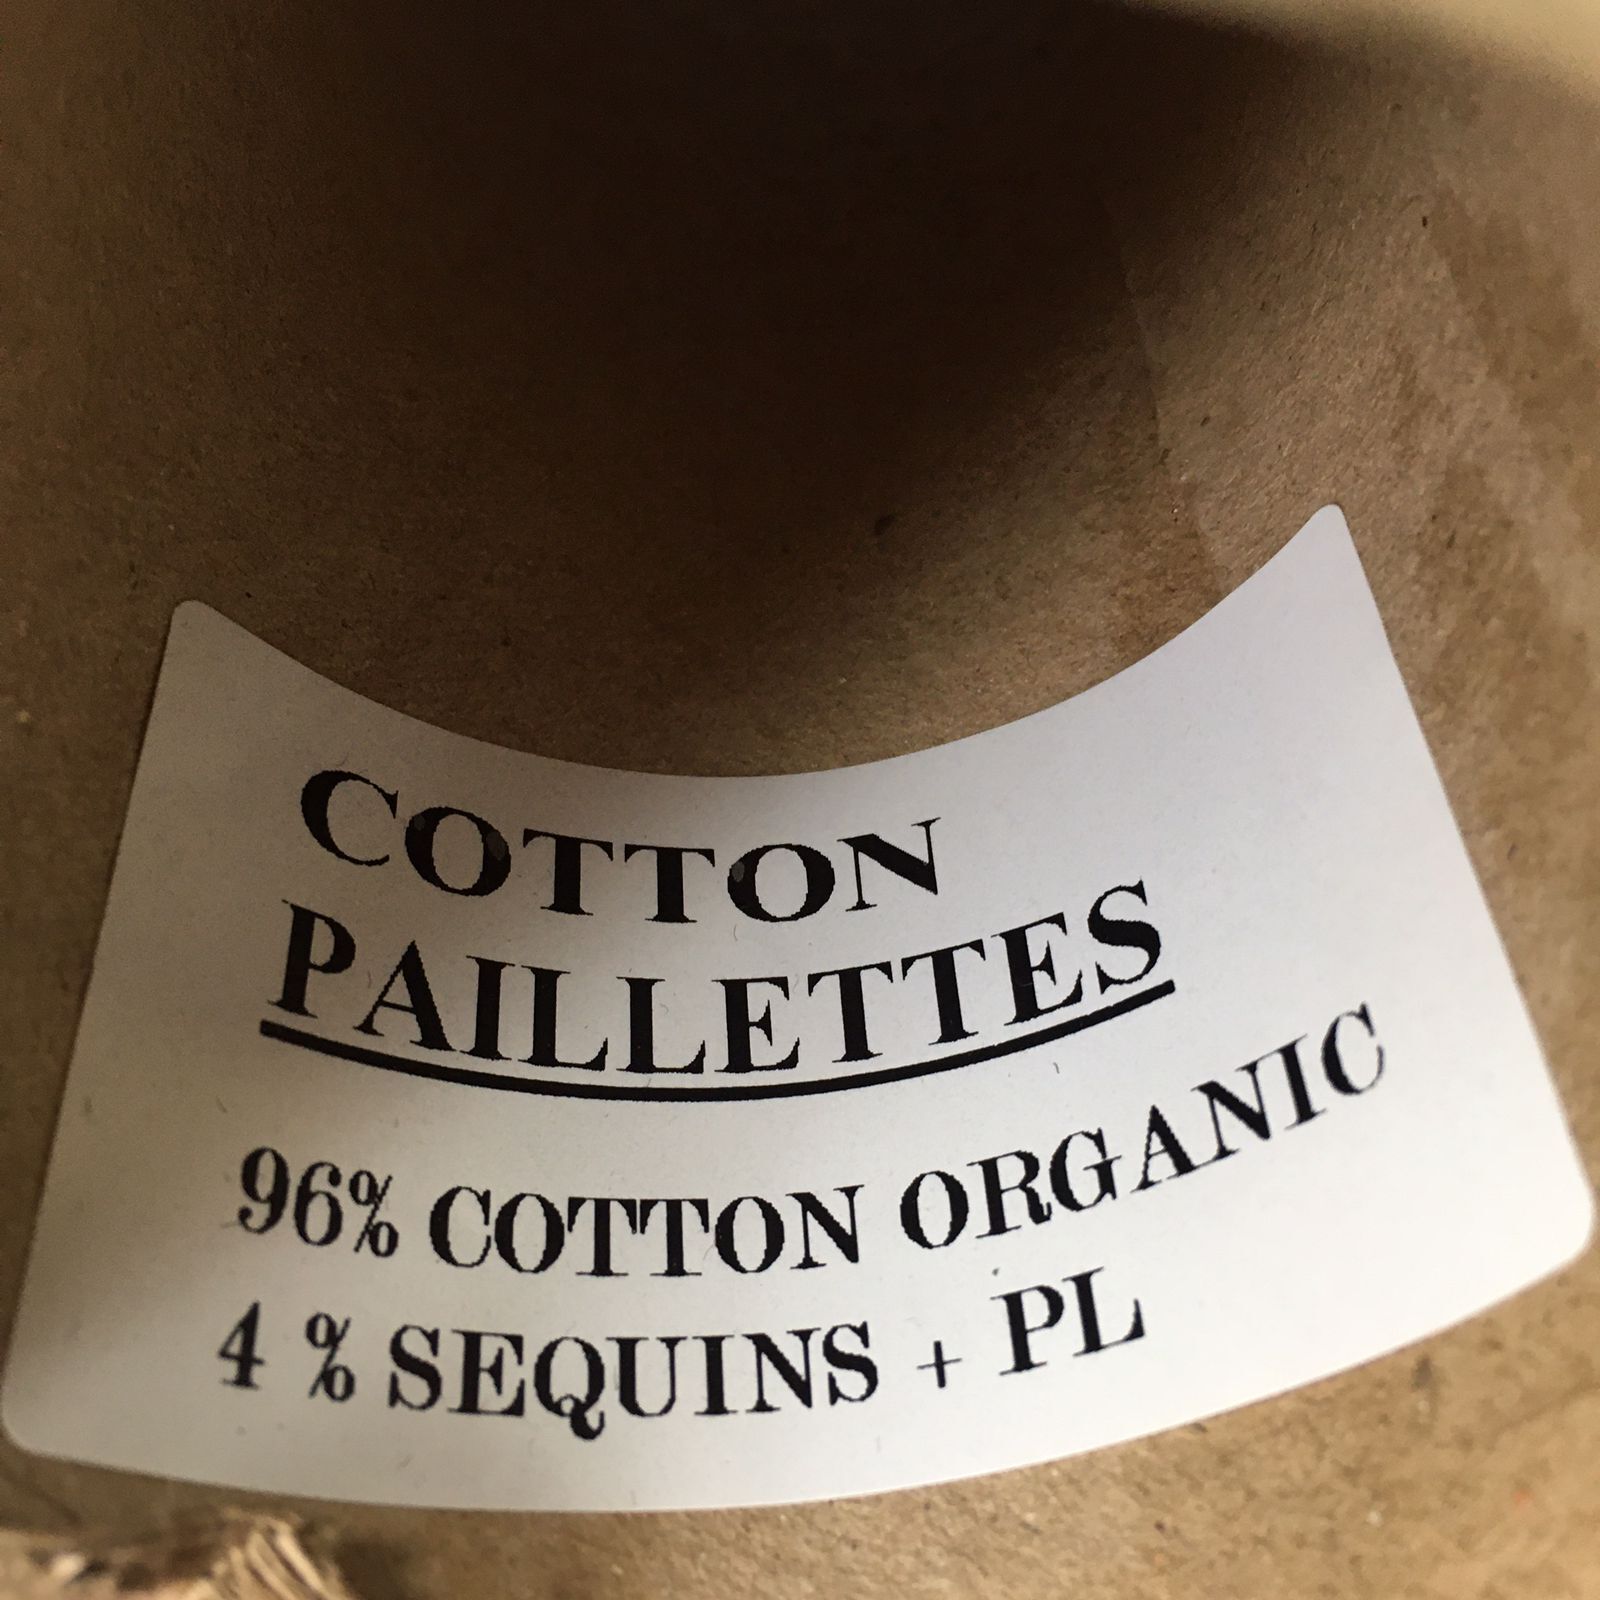 COTTON
PAILLETTES
96% COTTON ORGANIC
4 % SEQUINS + PL